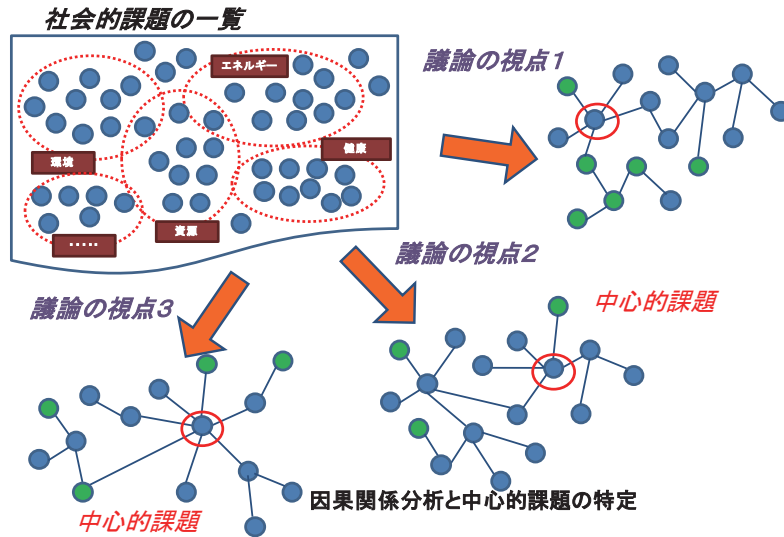 社会的課題の一覧
エネルギー
環境
健康
資源
・・・・・
議論の視点１
議論の視点２
議論の視点３
中心的課題
中心的課題
因果関係分析と中心的課題の特定